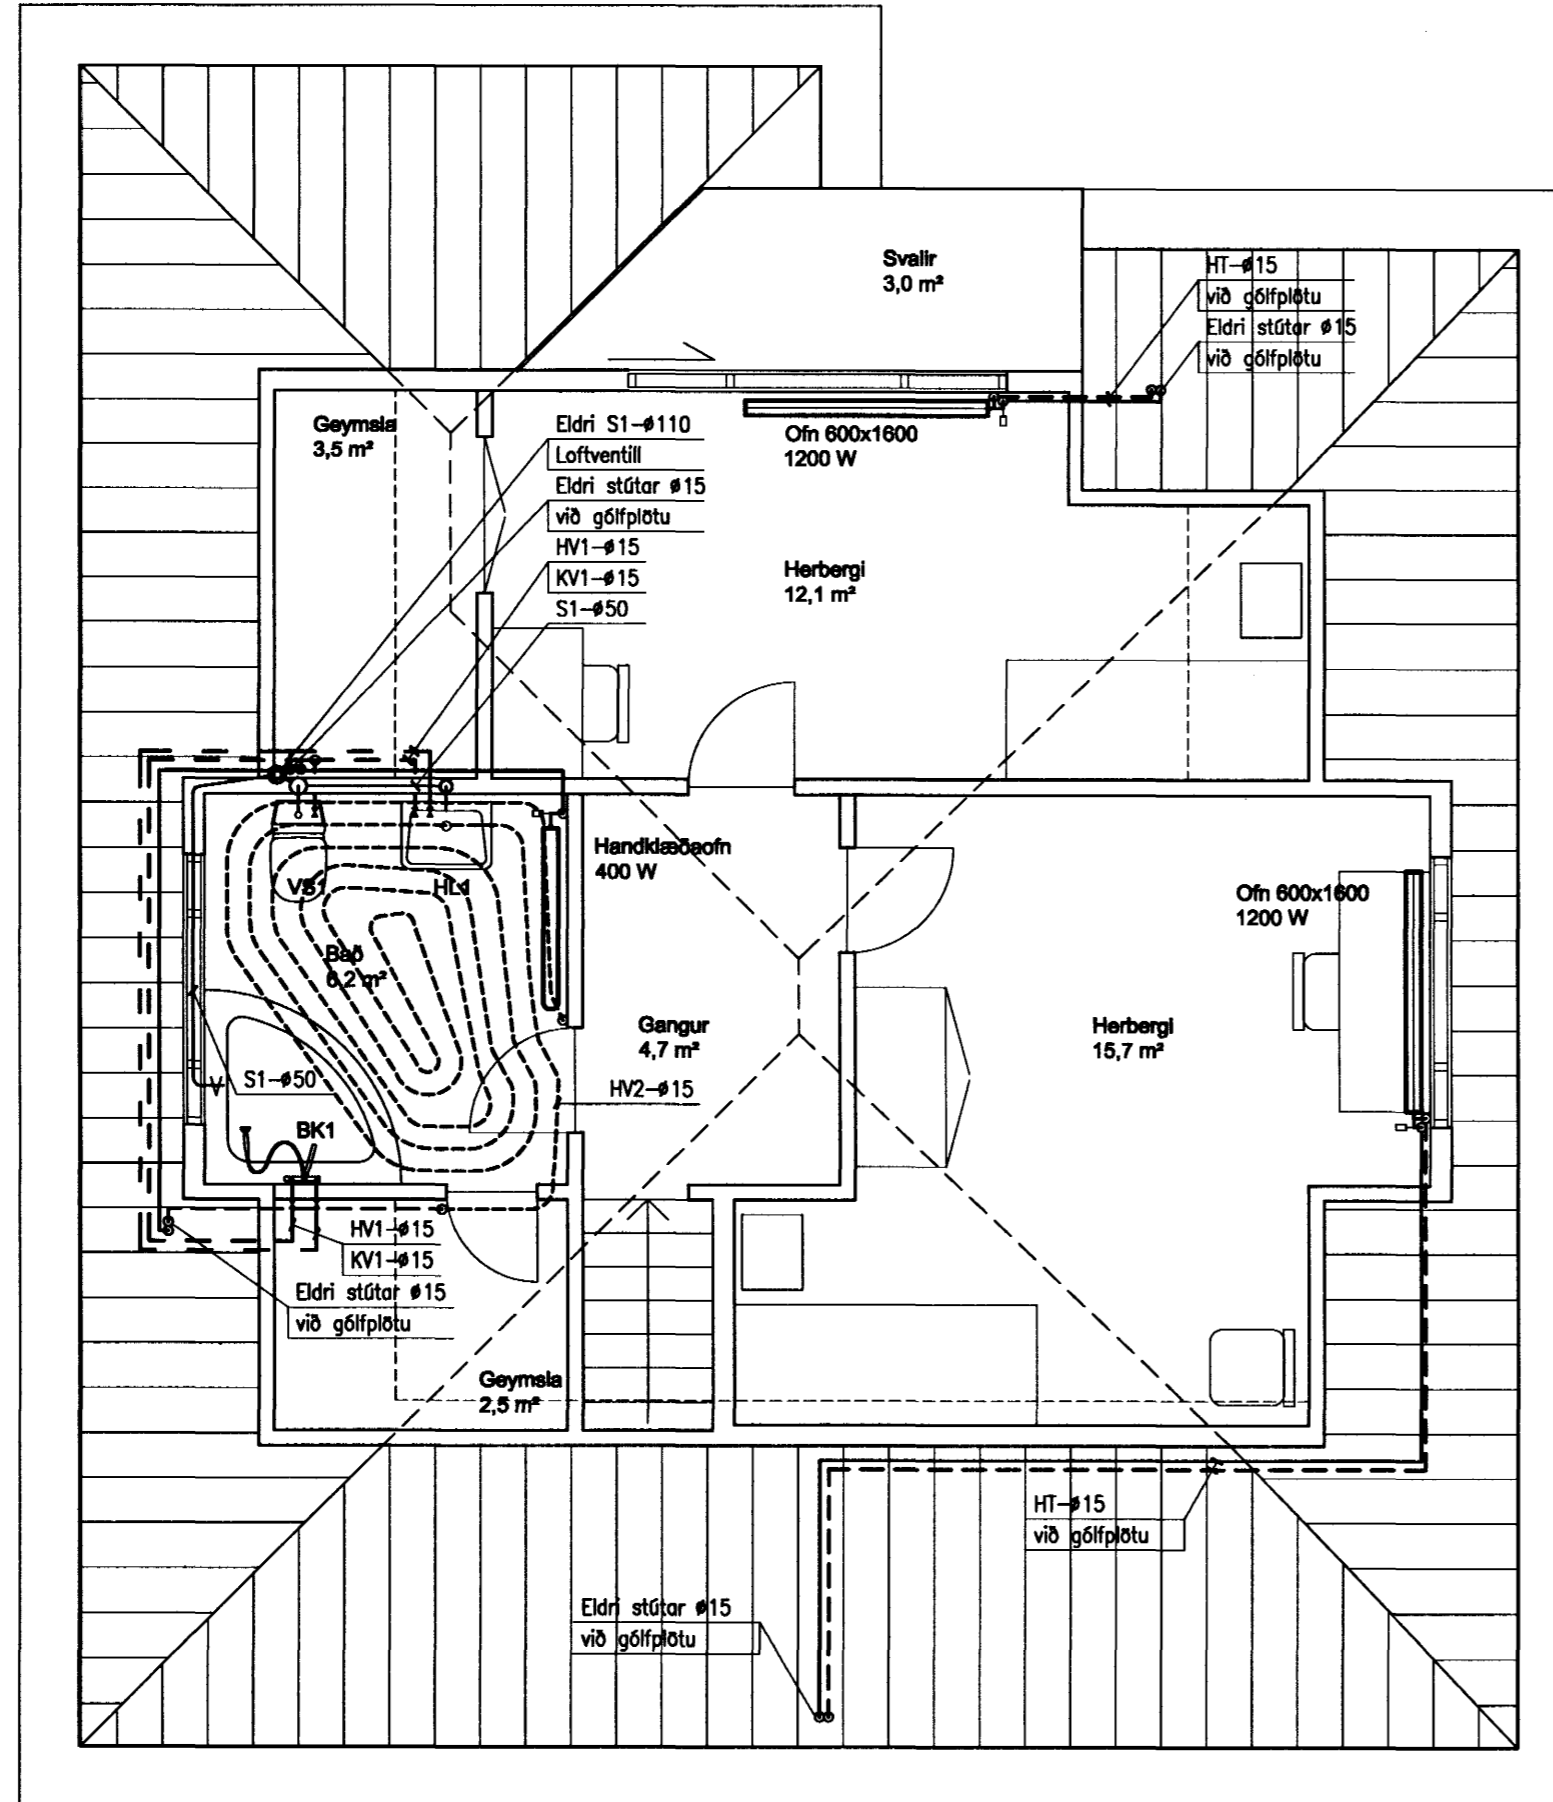 Svalir
3,0 m²
HT-ø15
við gólfplötu
Eldri stútar ø15
við gólfplötu
Geymsla
3,5 m²
Eldri S1-ø110
Loftventill
Eldri stútar ø15
við gólfplötu
HV1-ø15
KV1-ø15
S1-ø50
Ofn 600x1600
1200 W
Herbergi
12,1 m²
Handklæðaofn
400 W
VS1
HL1
Bað
6,2 m²
Ofn 600x1600
1200 W
Gangur
4,7 m²
Herbergi
15,7 m²
S1-ø50
HV2-ø15
BK1
HV1-ø15
KV1-ø15
Eldri stútar ø15
við gólfplötu
Geymsla
2,5 m²
HT-ø15
við gólfplötu
Eldri stútar ø15
við gólfplötu